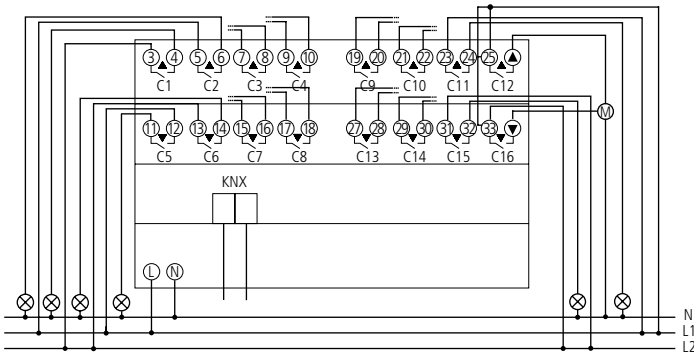 3 4 5 6 7 8 9 10 19 20 21 22 23 24 25
C1 C2 C3 C4 C9 C10 C11 C12
11 12 13 14 15 16 17 18 27 28 29 30 31 32 33 M
C5 C6 C7 C8 C13 C14 C15 C16
KNX
L N
N
L1
L2